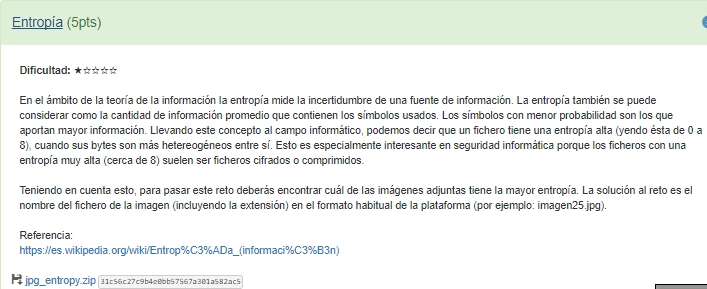 Entropía (5pts)
Dificultad: ★☆☆☆☆
En el ámbito de la teoría de la información la entropía mide la incertidumbre de una fuente de información. La entropía también se puede
considerar como la cantidad de información promedio que contienen los símbolos usados. Los símbolos con menor probabilidad son los que
aportan mayor información. Llevando este concepto al campo informático, podemos decir que un fichero tiene una entropía alta (yendo ésta de 0 a
8), cuando sus bytes son más hetereogéneos entre sí. Esto es especialmente interesante en seguridad informática porque los ficheros con una
entropía muy alta (cerca de 8) suelen ser ficheros cifrados o comprimidos.
Teniendo en cuenta esto, para pasar este reto deberás encontrar cuál de las imágenes adjuntas tiene la mayor entropía. La solución al reto es el
nombre del fichero de la imagen (incluyendo la extensión) en el formato habitual de la plataforma (por ejemplo: imagen25.jpg).
Referencia:
https://es.wikipedia.org/wiki/Entrop%C3%ADa_(informaci%C3%B3n)
jpg_entropy.zip 31c56c27c9b4e0bb57567a301a582ac5